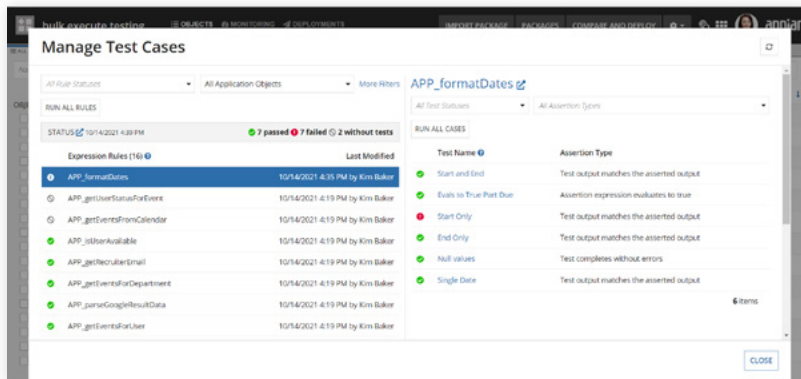 bulk execute testing OBJECTS MONITORING DEPLOYMENTS IMPORT PACKAGE PACKAGES COMPARE AND DEPLOY appian
Manage Test Cases
All Rule Statuses All Application Objects More Filters
RUN ALL RULES
STATUS 10/14/2021 4:30 PM 7 passed 7 failed 2 without tests
Expression Rules (16) Last Modified
APP_formatDates 10/14/2021 4:35 PM by Kim Baker
APP_getUserStatusForEvent 10/14/2021 4:19 PM by Kim Baker
APP_getEventsFromCalendar 10/14/2021 4:19 PM by Kim Baker
APP_isUserAvailable 10/14/2021 4:19 PM by Kim Baker
APP_getRecruiterEmail 10/14/2021 4:19 PM by Kim Baker
APP_getEventsForDepartment 10/14/2021 4:19 PM by Kim Baker
APP_parseGoogleResultData 10/14/2021 4:19 PM by Kim Baker
APP_getEventsForUser 10/14/2021 4:19 PM by Kim Baker
APP_formatDates
All Test Statuses All Assertion Types
RUN ALL CASES
Test Name Assertion Type
Start and End Test output matches the asserted output
Evals to True Part Due Assertion expression evaluates to true
Start Only Test output matches the asserted output
End Only Test output matches the asserted output
Null values Test completes without errors
Single Date Test output matches the asserted output
6 items
CLOSE